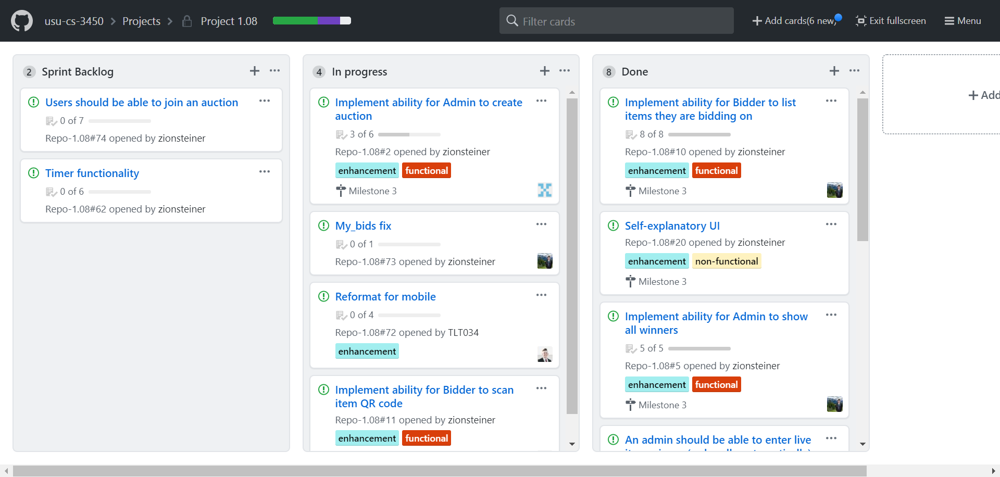 usu-cs-3450 Projects Project 1.08 Filter cards Add cards(6 new) Exit fullscreen Menu
2 Sprint Backlog
Users should be able to join an auction
0 of 7
Repo-1.08#74 opened by zionsteiner
Timer functionality
0 of 6
Repo-1.08#62 opened by zionsteiner
4 In progress
Implement ability for Admin to create
auction
3 of 6
Repo-1.08#2 opened by zionsteiner
enhancement functional
Milestone 3
My_bids fix
0 of 1
Repo-1.08#73 opened by zionsteiner
Reformat for mobile
0 of 4
Repo-1.08#72 opened by TLT034
enhancement
Implement ability for Bidder to scan
item QR code
Repo-1.08#11 opened by zionsteiner
enhancement functional
8 Done
Implement ability for Bidder to list
items they are bidding on
8 of 8
Repo-1.08#10 opened by zionsteiner
enhancement functional
Milestone 3
Self-explanatory UI
Repo-1.08#20 opened by zionsteiner
enhancement non-functional
Milestone 3
Implement ability for Admin to show
all winners
5 of 5
Repo-1.08#5 opened by zionsteiner
enhancement functional
Milestone 3
An admin should be able to enter live
Add